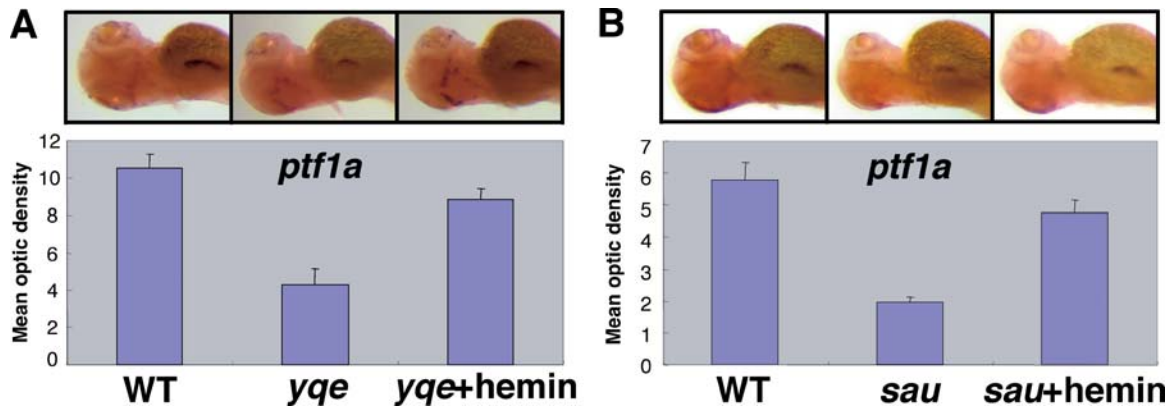 A
B
12
10
8
6
4
2
0
Mean optic density
ptf1a
WT
yqe
yqe+hemin
7
6
5
4
3
2
1
0
Mean optic density
ptf1a
WT
sau
sau+hemin